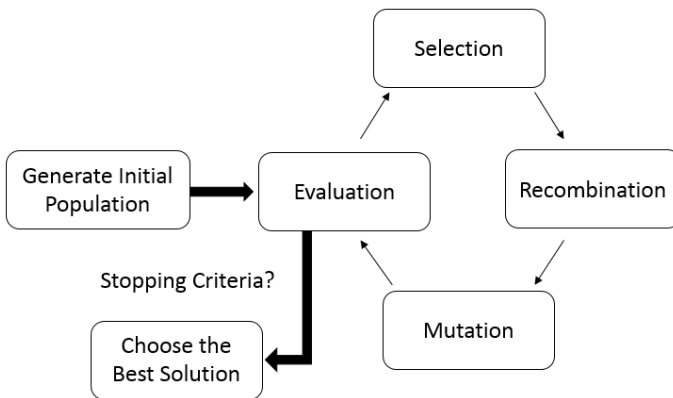 Selection
Generate Initial
Population
Evaluation
Recombination
Stopping Criteria?
Mutation
Choose the
Best Solution